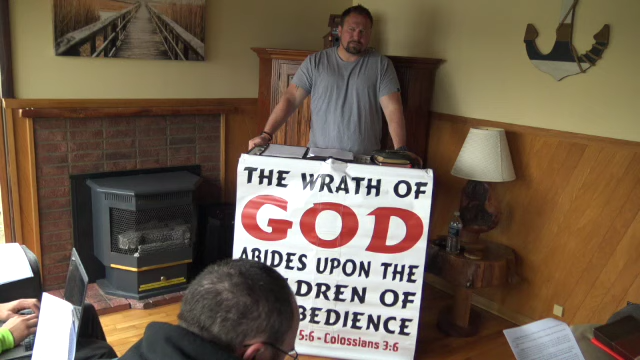 THE WRATH OF
GOD
ABIDES UPON THE
DREN OF
BEDIENCE
5:6 - Colossians 3:6